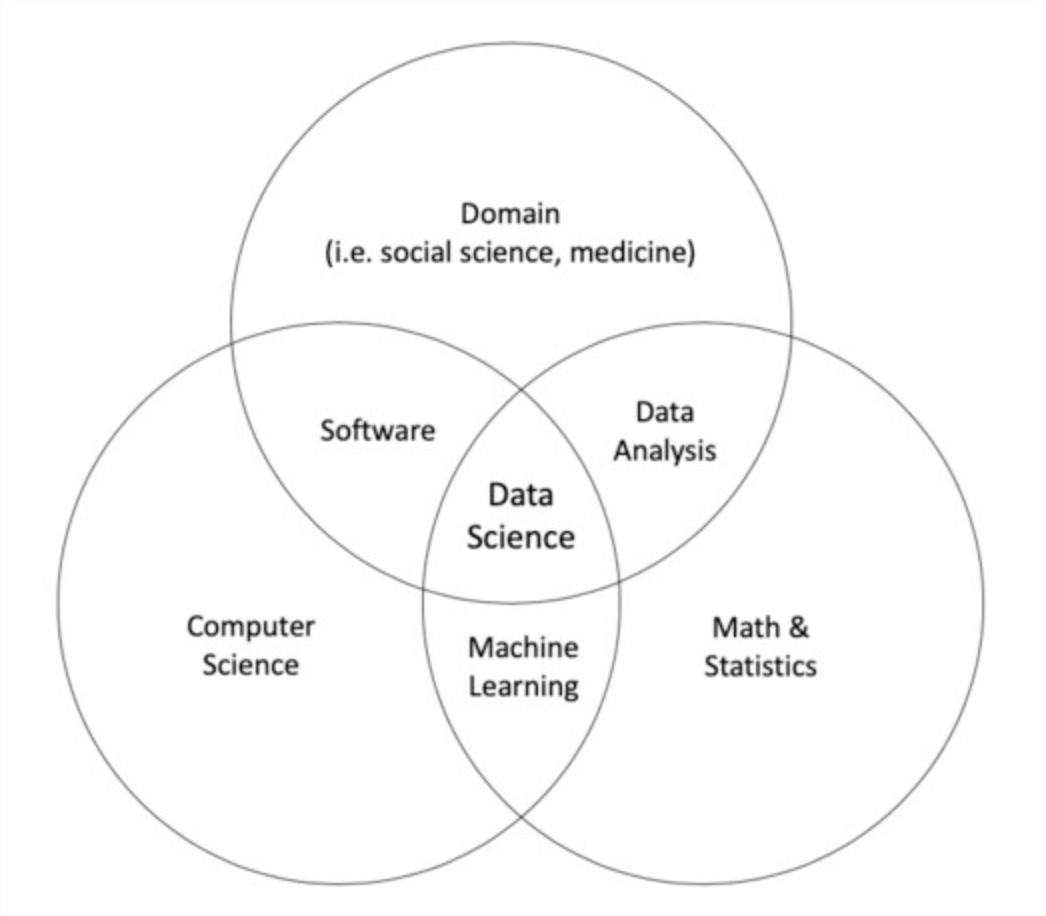 Domain
(i.e. social science, medicine)
Software
Data
Analysis
Data
Science
Computer
Science
Machine
Learning
Math &
Statistics